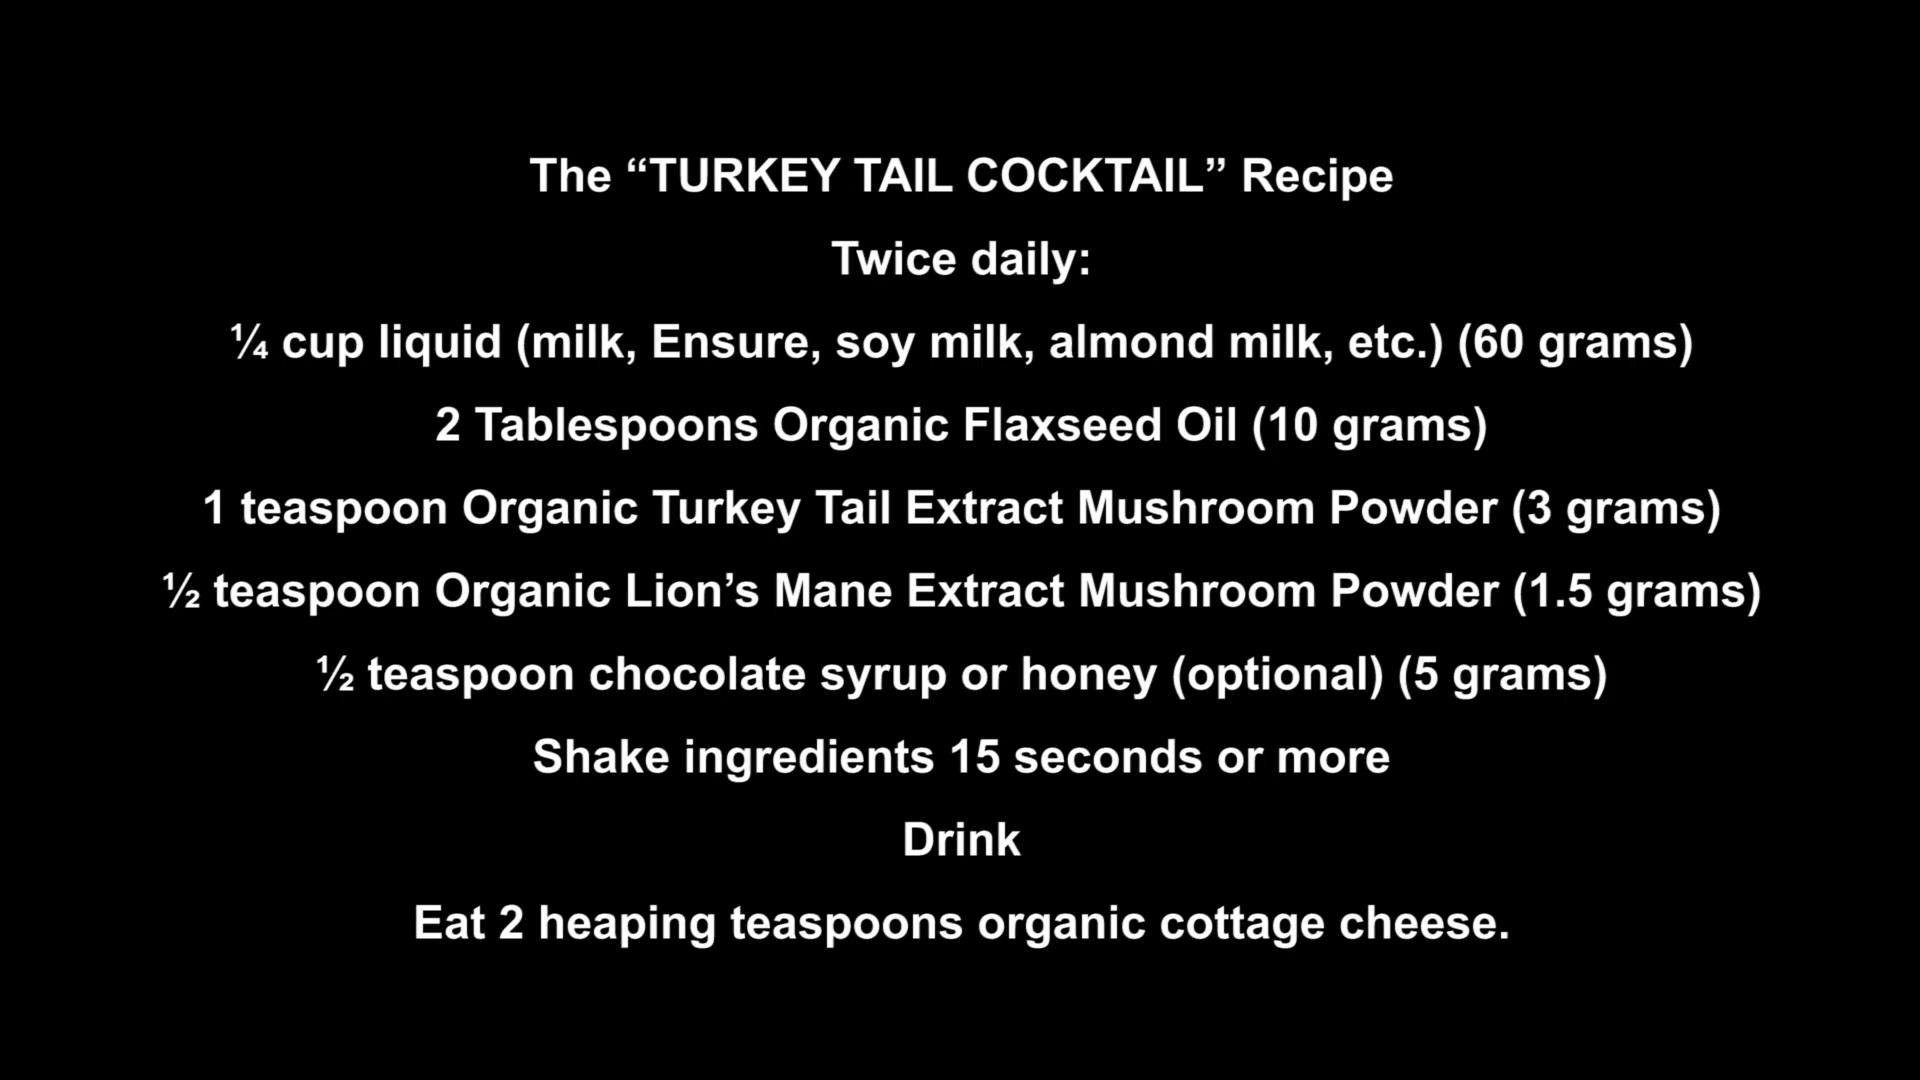 The “TURKEY TAIL COCKTAIL” Recipe
Twice daily:
¼ cup liquid (milk, Ensure, soy milk, almond milk, etc.) (60 grams)
2 Tablespoons Organic Flaxseed Oil (10 grams)
1 teaspoon Organic Turkey Tail Extract Mushroom Powder (3 grams)
½ teaspoon Organic Lion’s Mane Extract Mushroom Powder (1.5 grams)
½ teaspoon chocolate syrup or honey (optional) (5 grams)
Shake ingredients 15 seconds or more
Drink
Eat 2 heaping teaspoons organic cottage cheese.